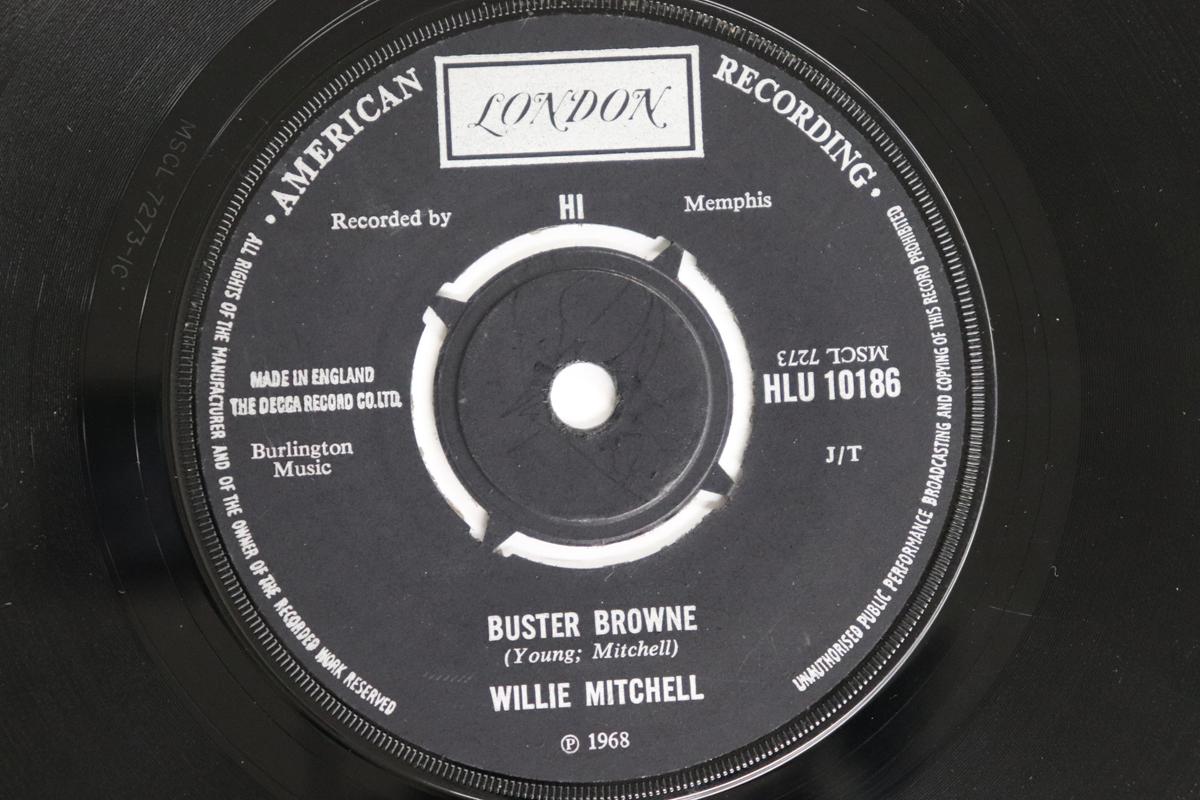 LONDON
• AMERICAN RECORDING •
Recorded by HI Memphis
MADE IN ENGLAND
THE DECCA RECORD CO. LTD.
Burlington
Music
MSCL 7273
HLU 10186
J/T
BUSTER BROWNE
(Young; Mitchell)
WILLIE MITCHELL
℗ 1968
ALL RIGHTS OF THE MANUFACTURER AND OF THE OWNER OF THE RECORDED WORK RESERVED
UNAUTHORISED PUBLIC PERFORMANCE BROADCASTING AND COPYING OF THIS RECORD PROHIBITED
MSCL 7273-1C